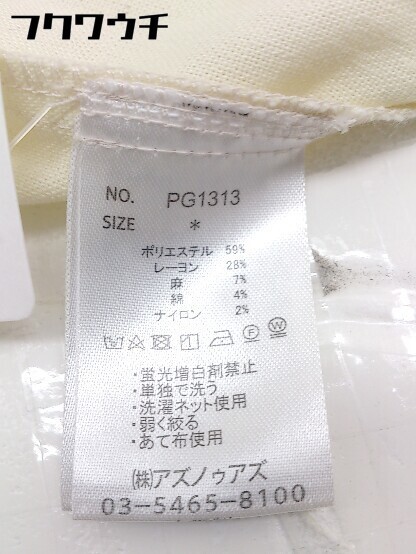 フクワウチ
NO. PG1313
SIZE *
ポリエステル 59%
レーヨン 28%
麻 7%
綿 4%
ナイロン 2%
・蛍光増白剤禁止
・単独で洗う
・洗濯ネット使用
・弱く絞る
・あて布使用
(株)アズノゥアズ
03-5465-8100